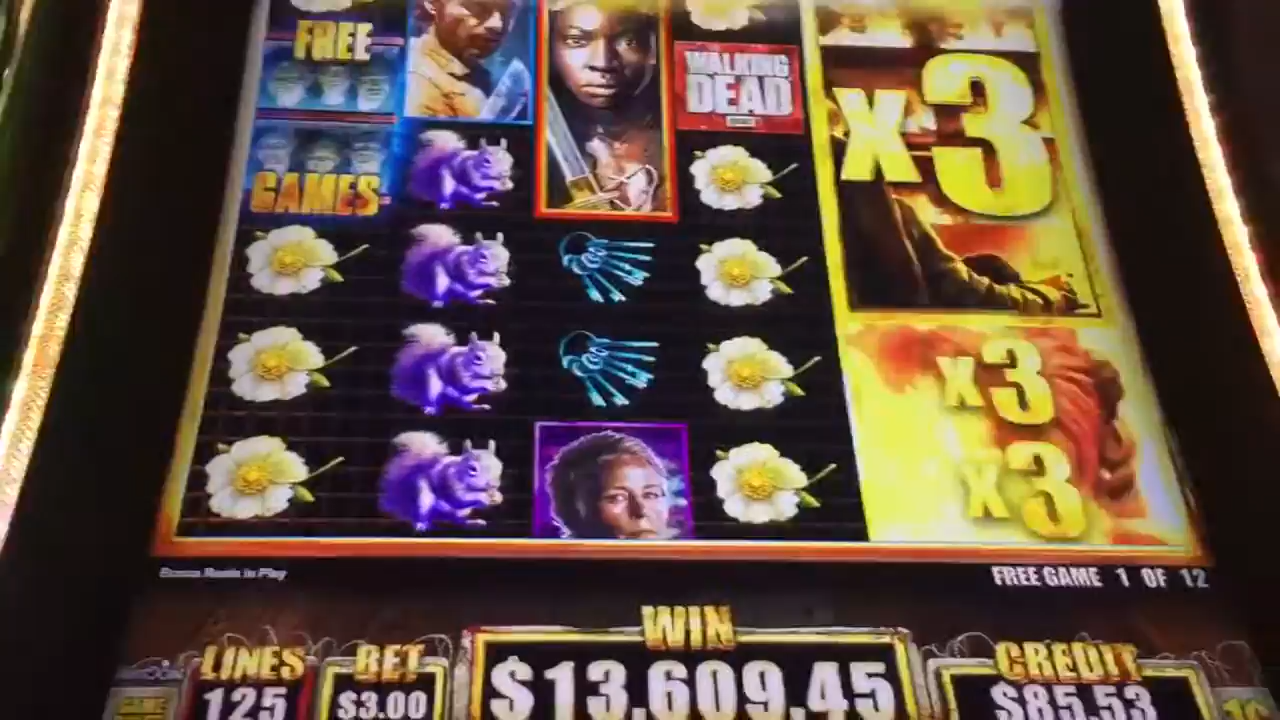 FREE
WALKING
DEAD
x3
GAMES
x3
x3
Bonus Reels in Play
FREE GAME 1 OF 12
LINES
125
BET
$3.00
WIN
$13,609.45
CREDIT
$85.53
GAME